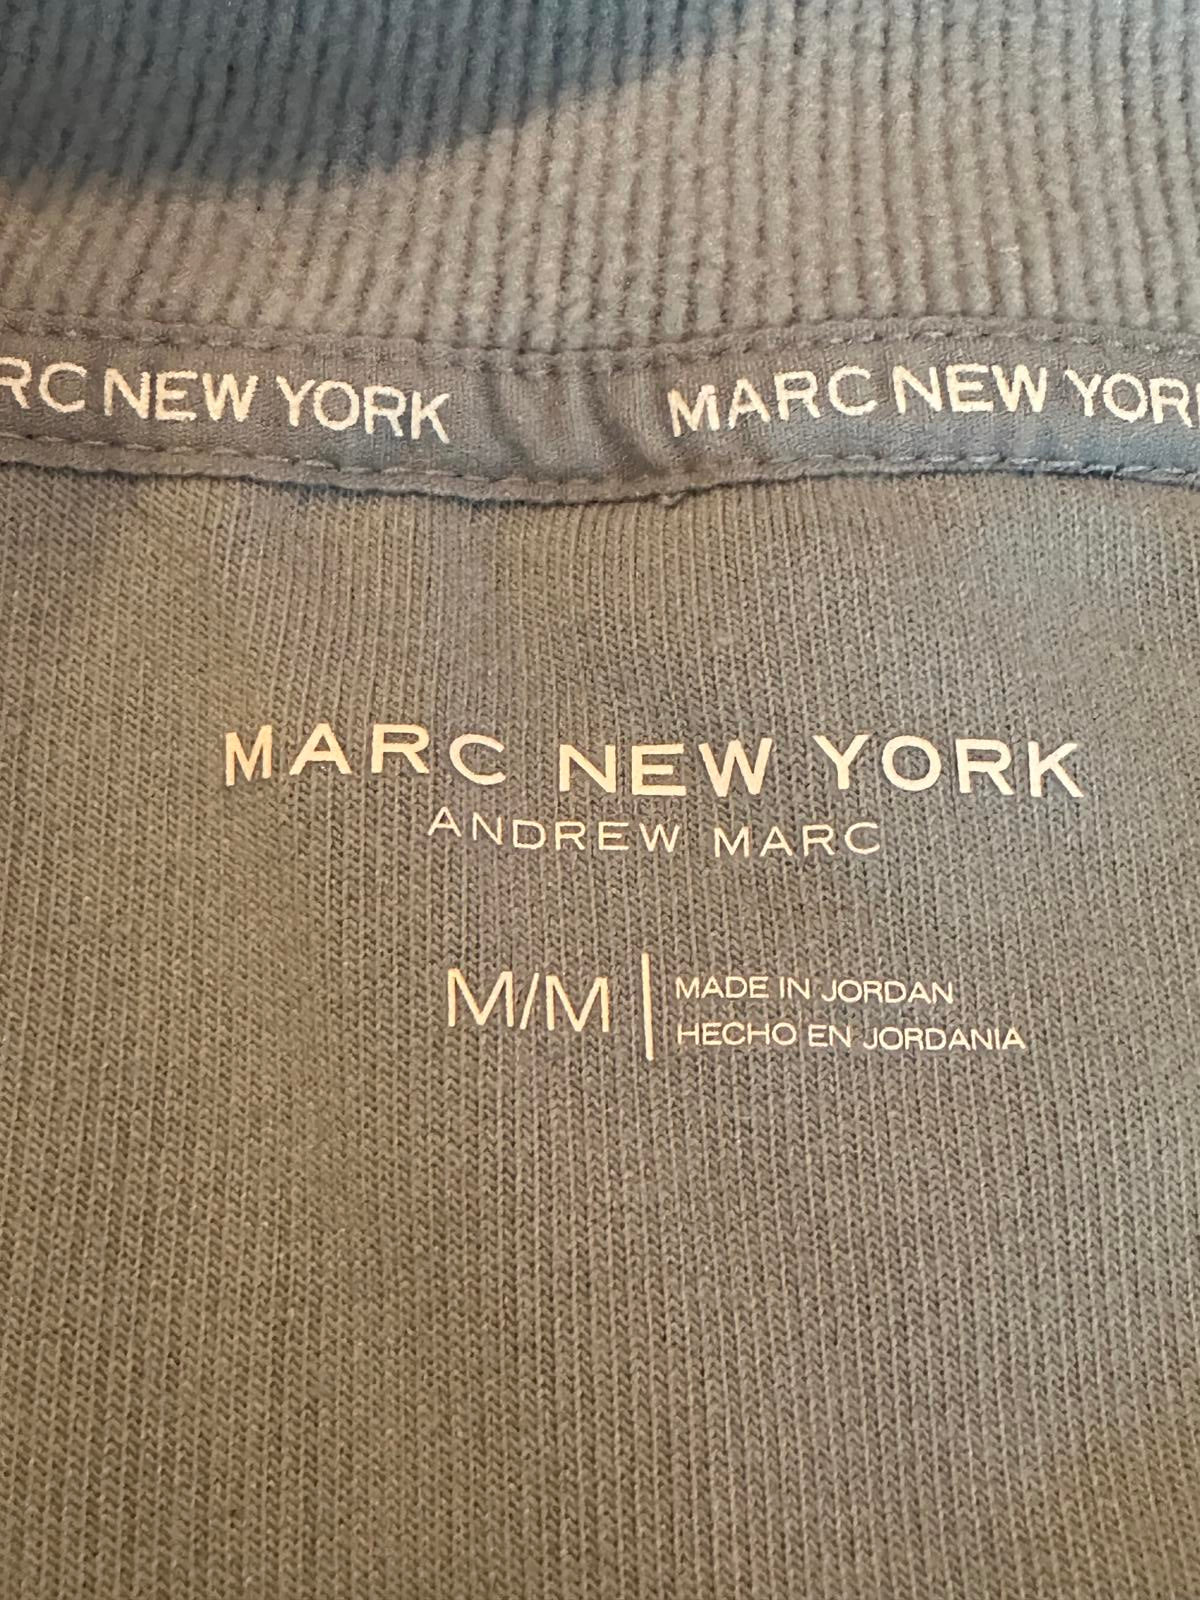 RC NEW YORK MARC NEW YOR
MARC NEW YORK
ANDREW MARC
M/M
MADE IN JORDAN
HECHO EN JORDANIA